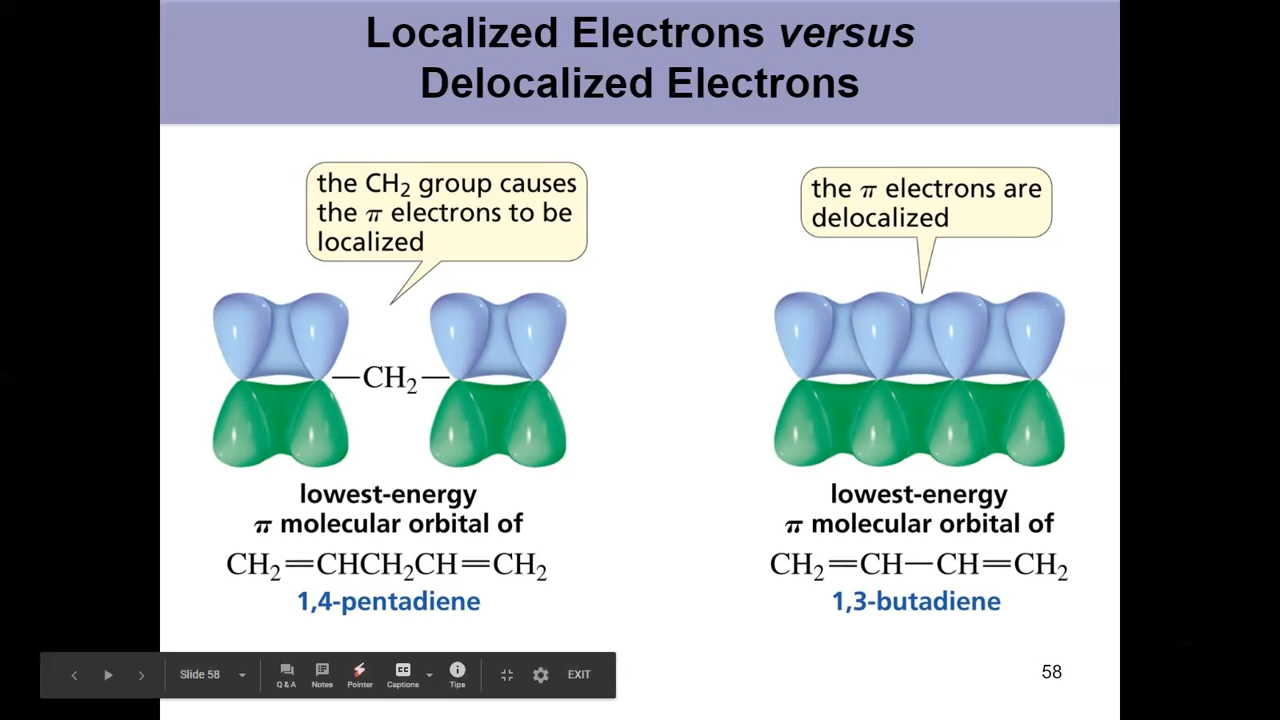 Localized Electrons versus
Delocalized Electrons
the CH₂ group causes
the π electrons to be
localized
the π electrons are
delocalized
—CH₂—
lowest-energy
π molecular orbital of
CH₂=CHCH₂CH=CH₂
1,4-pentadiene
lowest-energy
π molecular orbital of
CH₂=CH—CH=CH₂
1,3-butadiene
Slide 58
Q & A
Notes
Pointer
CC
Captions
Tips
EXIT
58